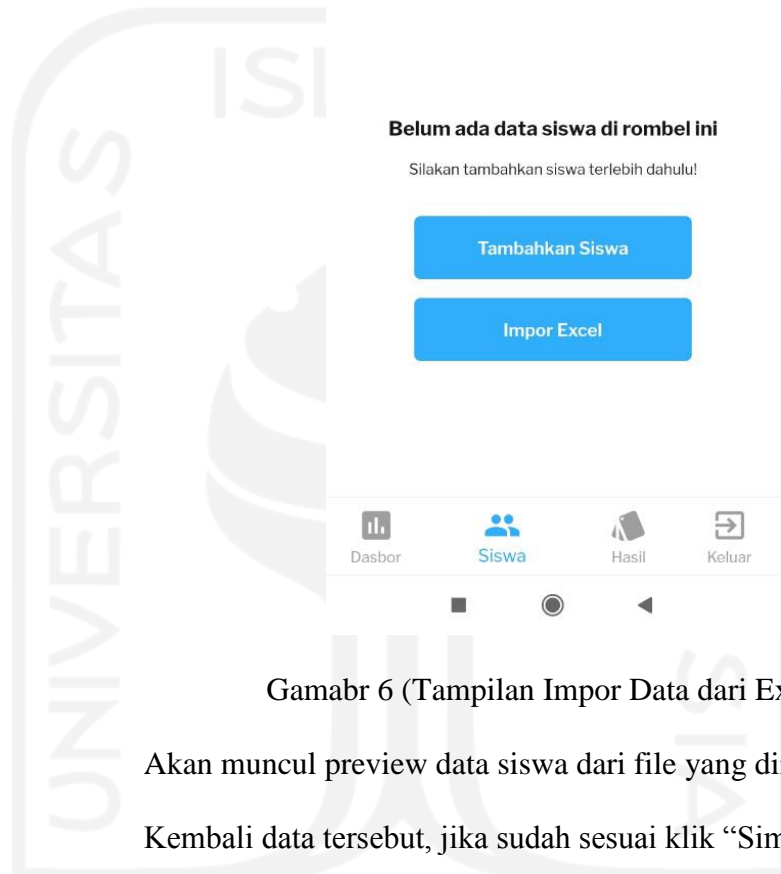 ISL
UNIVERSITAS
Belum ada data siswa di rombel ini
Silakan tambahkan siswa terlebih dahulu!
Tambahkan Siswa
Impor Excel
Dasbor Siswa Hasil Keluar
Gamabr 6 (Tampilan Impor Data dari Ex
Akan muncul preview data siswa dari file yang di
Kembali data tersebut, jika sudah sesuai klik “Sim